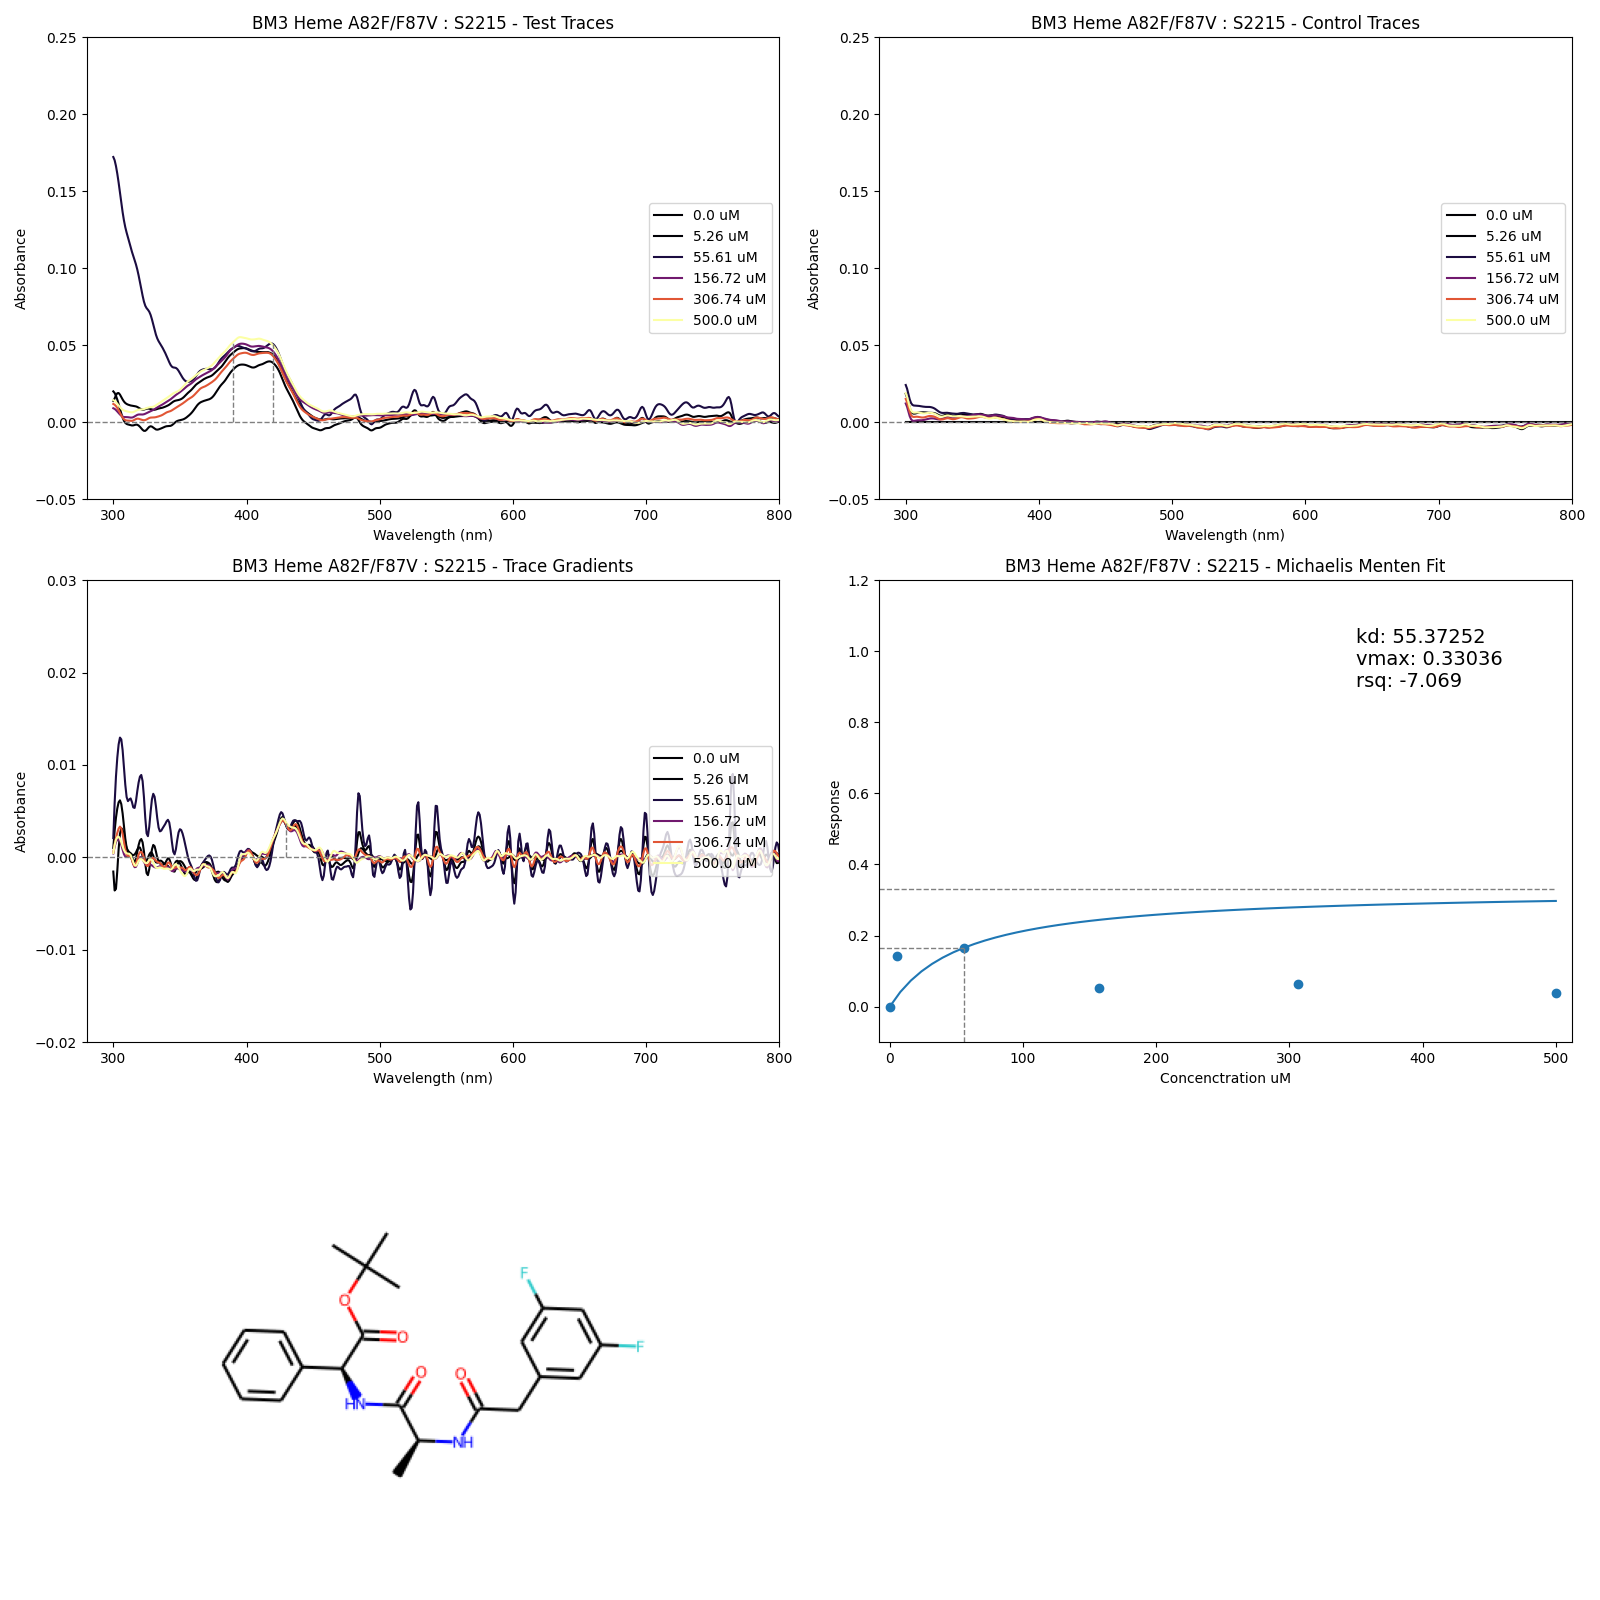 BM3 Heme A82F/F87V : S2215 - Test Traces
0.25
0.20
0.15
0.10
0.05
0.00
−0.05
Absorbance
300 400 500 600 700 800
Wavelength (nm)
0.0 uM
5.26 uM
55.61 uM
156.72 uM
306.74 uM
500.0 uM
BM3 Heme A82F/F87V : S2215 - Control Traces
0.25
0.20
0.15
0.10
0.05
0.00
−0.05
Absorbance
300 400 500 600 700 800
Wavelength (nm)
0.0 uM
5.26 uM
55.61 uM
156.72 uM
306.74 uM
500.0 uM
BM3 Heme A82F/F87V : S2215 - Trace Gradients
0.03
0.02
0.01
0.00
−0.01
−0.02
Absorbance
300 400 500 600 700 800
Wavelength (nm)
0.0 uM
5.26 uM
55.61 uM
156.72 uM
306.74 uM
500.0 uM
BM3 Heme A82F/F87V : S2215 - Michaelis Menten Fit
1.2
1.0
0.8
0.6
0.4
0.2
0.0
Response
kd: 55.37252
vmax: 0.33036
rsq: -7.069
0 100 200 300 400 500
Concenctration uM
F
O
O
F
O
O
HN
NH